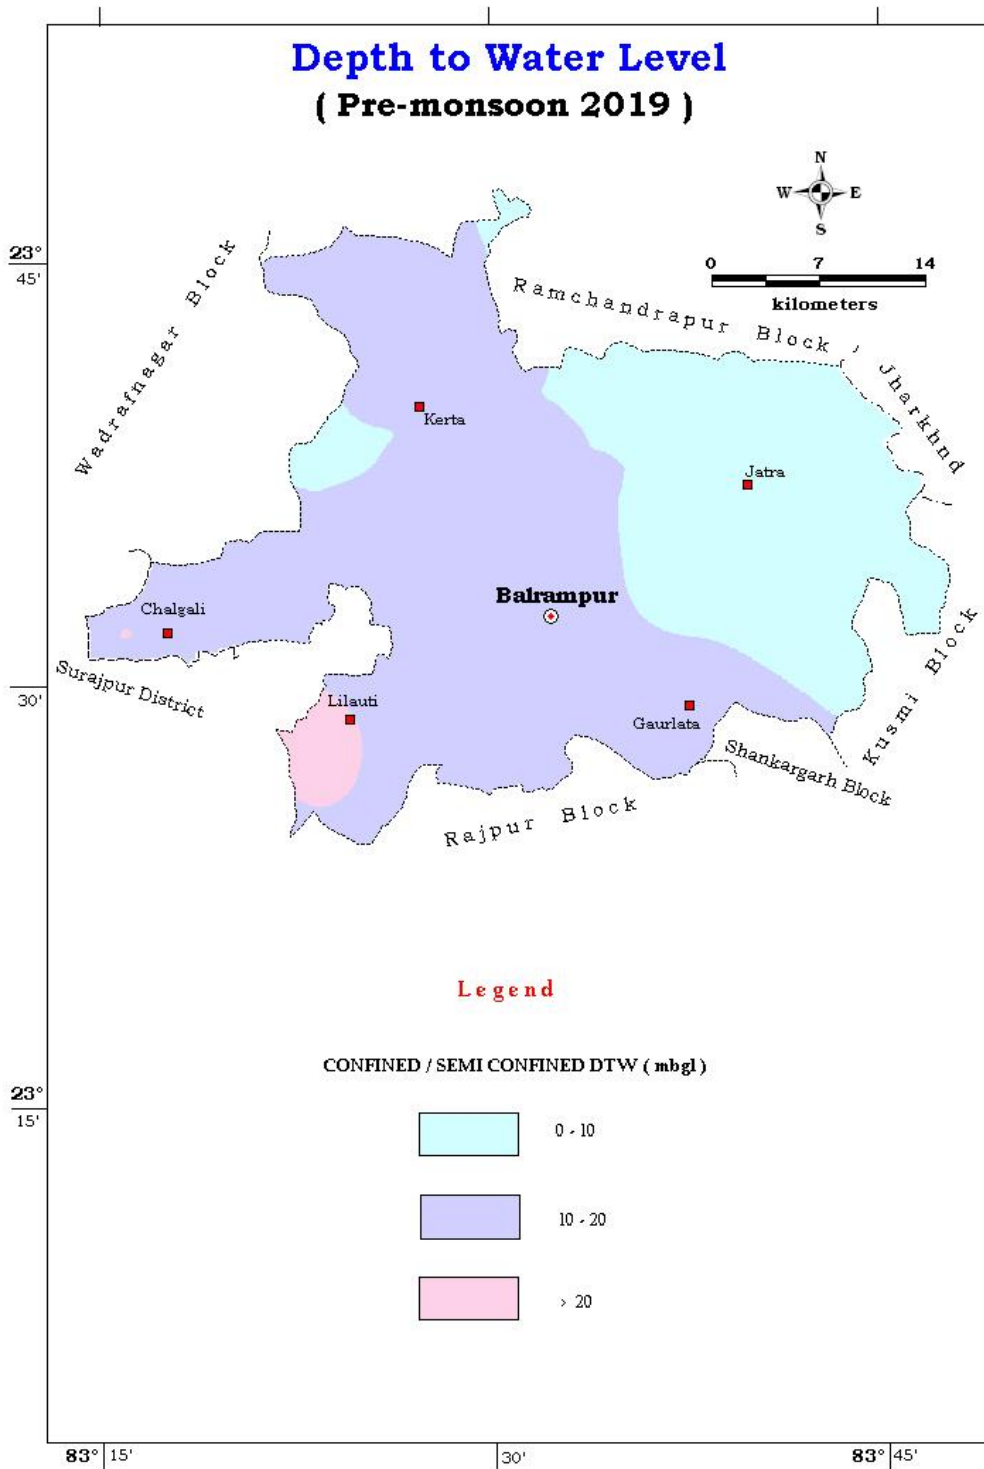 Depth to Water Level
( Pre-monsoon 2019 )
N
W E
S
0 7 14
kilometers
23°
45'
Wadrafnagar Block
Ramchandrapur Block
Jharkhnd
Kerta
Jatra
Balrampur
Chalgali
Surajpur District
30'
Lilauti
Gaurlata
Kusmi Block
Shankargarh Block
Rajpur Block
Legend
CONFINED / SEMI CONFINED DTW ( mbgl )
23°
15'
0 - 10
10 - 20
> 20
83° 15' 30' 83° 45'